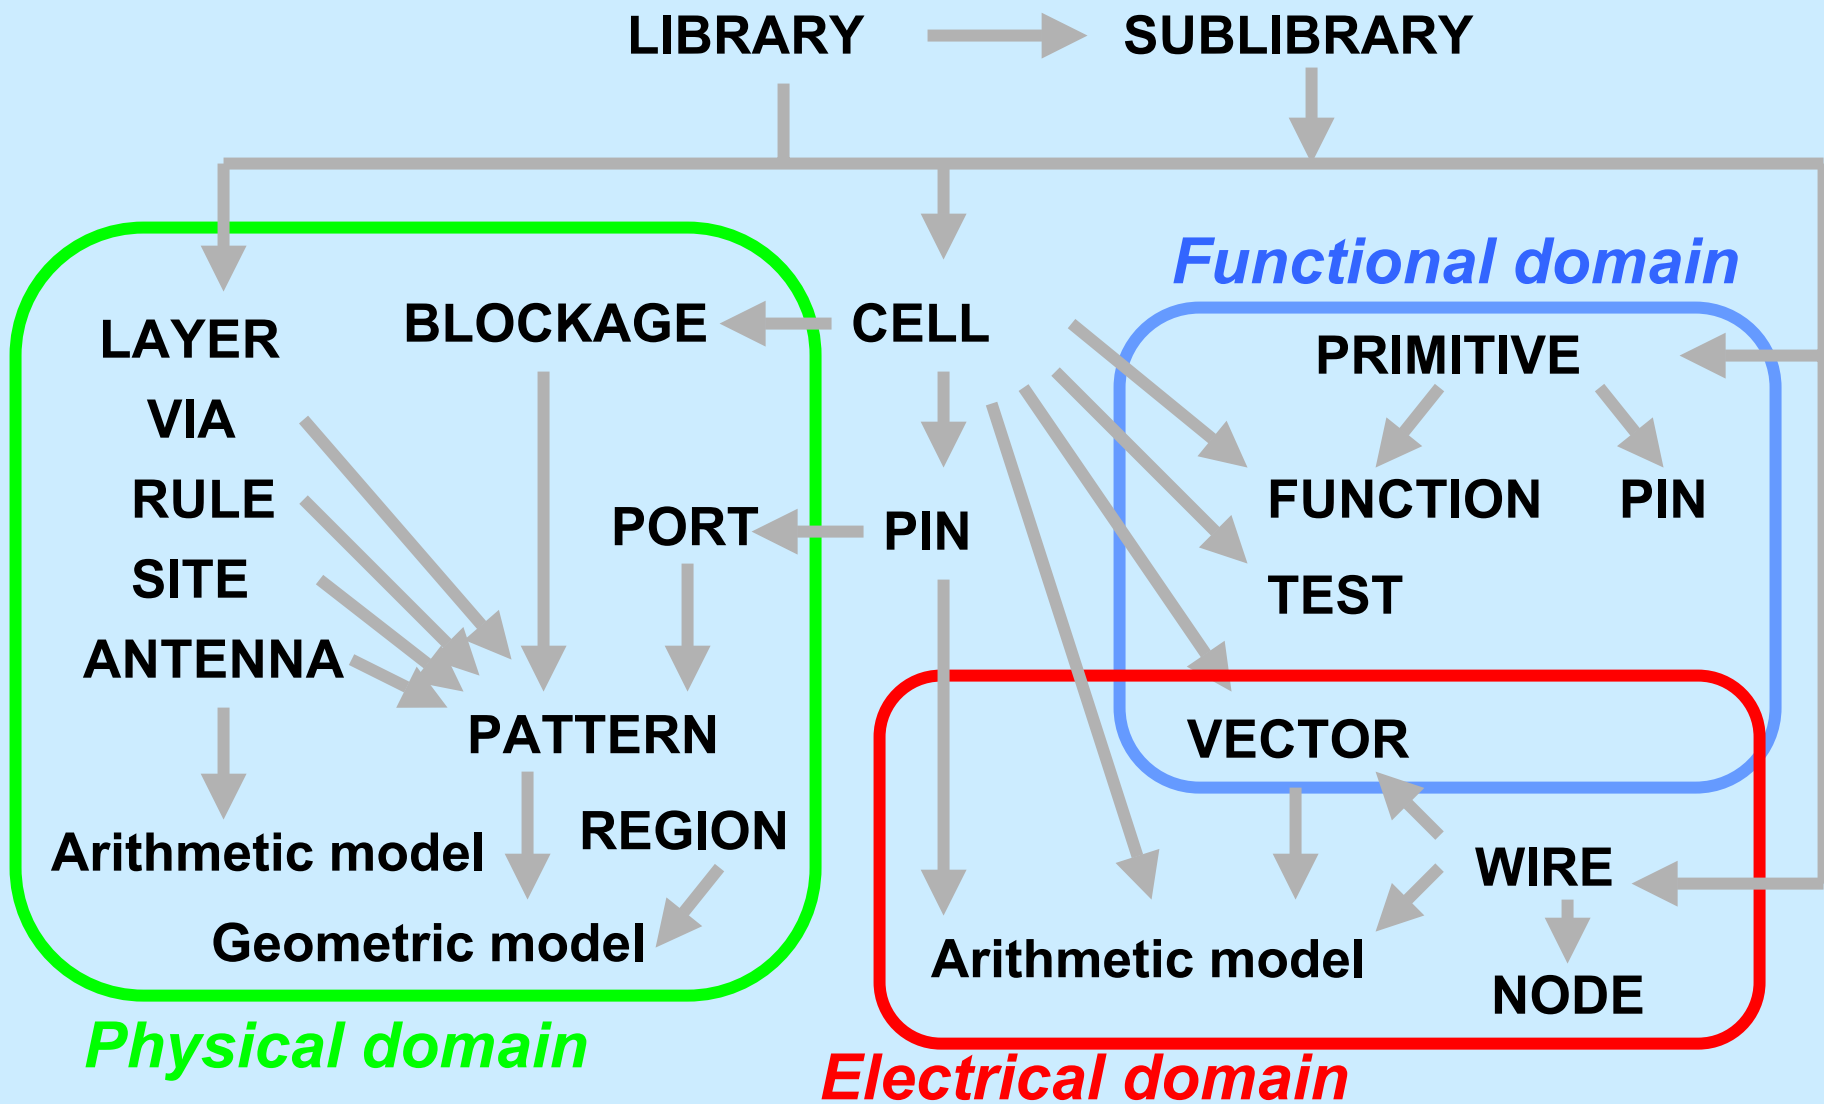 LIBRARY
SUBLIBRARY
Functional domain
BLOCKAGE
CELL
LAYER
PRIMITIVE
VIA
RULE
PORT
PIN
FUNCTION
PIN
SITE
TEST
ANTENNA
PATTERN
VECTOR
REGION
Arithmetic model
WIRE
Geometric model
Arithmetic model
NODE
Physical domain
Electrical domain